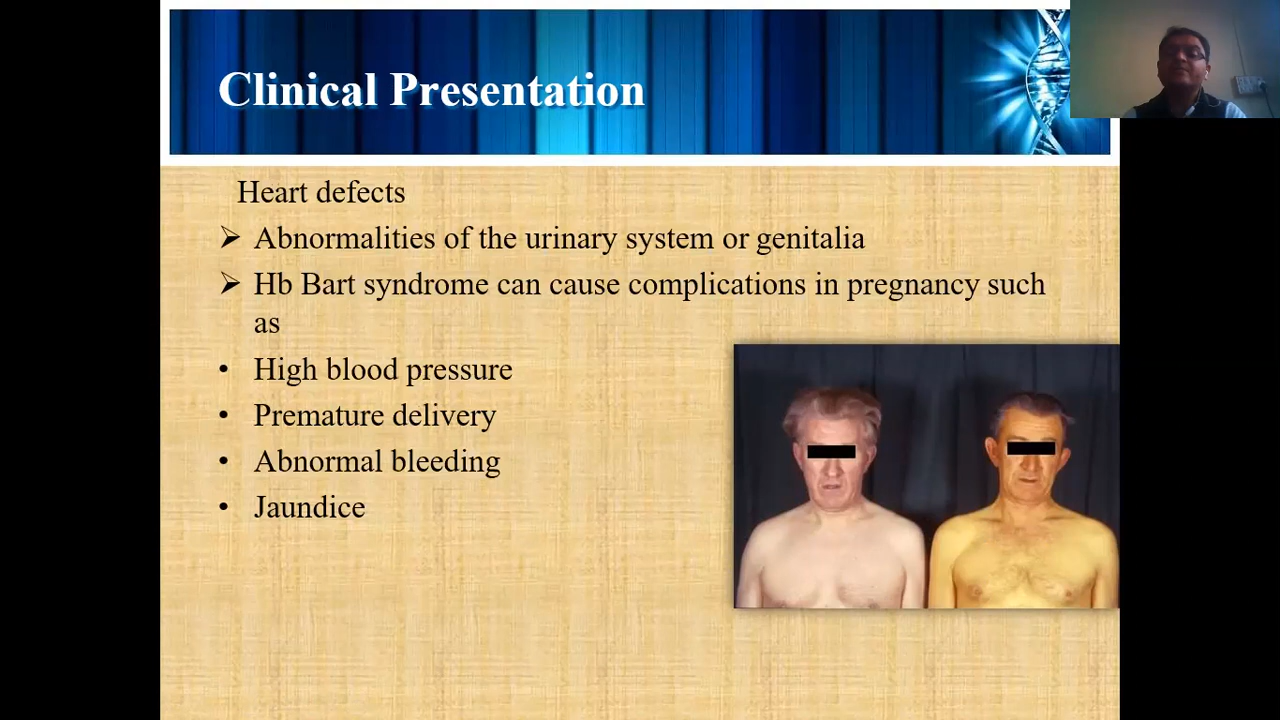 Clinical Presentation
Heart defects
➢ Abnormalities of the urinary system or genitalia
➢ Hb Bart syndrome can cause complications in pregnancy such
as
• High blood pressure
• Premature delivery
• Abnormal bleeding
• Jaundice